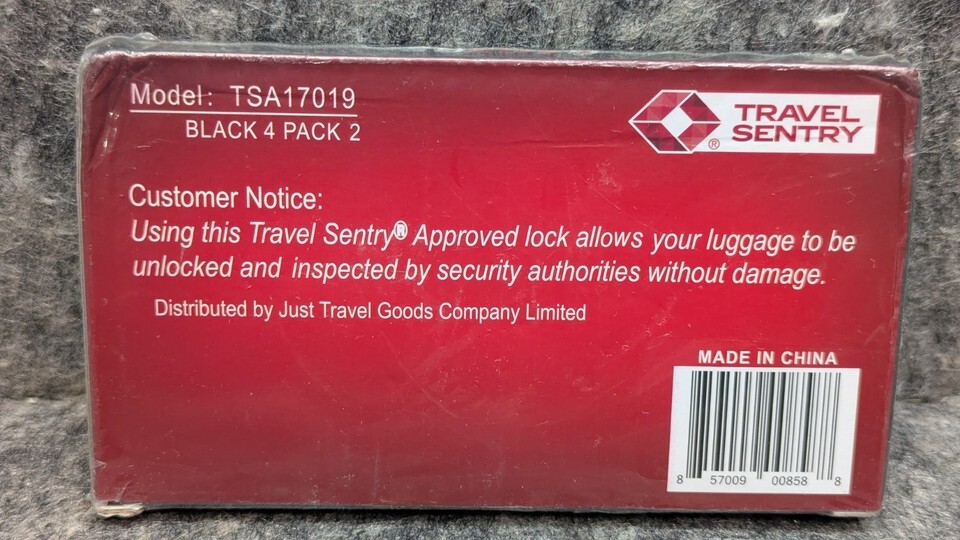 Model: TSA17019
BLACK 4 PACK 2
TRAVEL
SENTRY
®
Customer Notice:
Using this Travel Sentry® Approved lock allows your luggage to be
unlocked and inspected by security authorities without damage.
Distributed by Just Travel Goods Company Limited
MADE IN CHINA
8 57009 00858 8